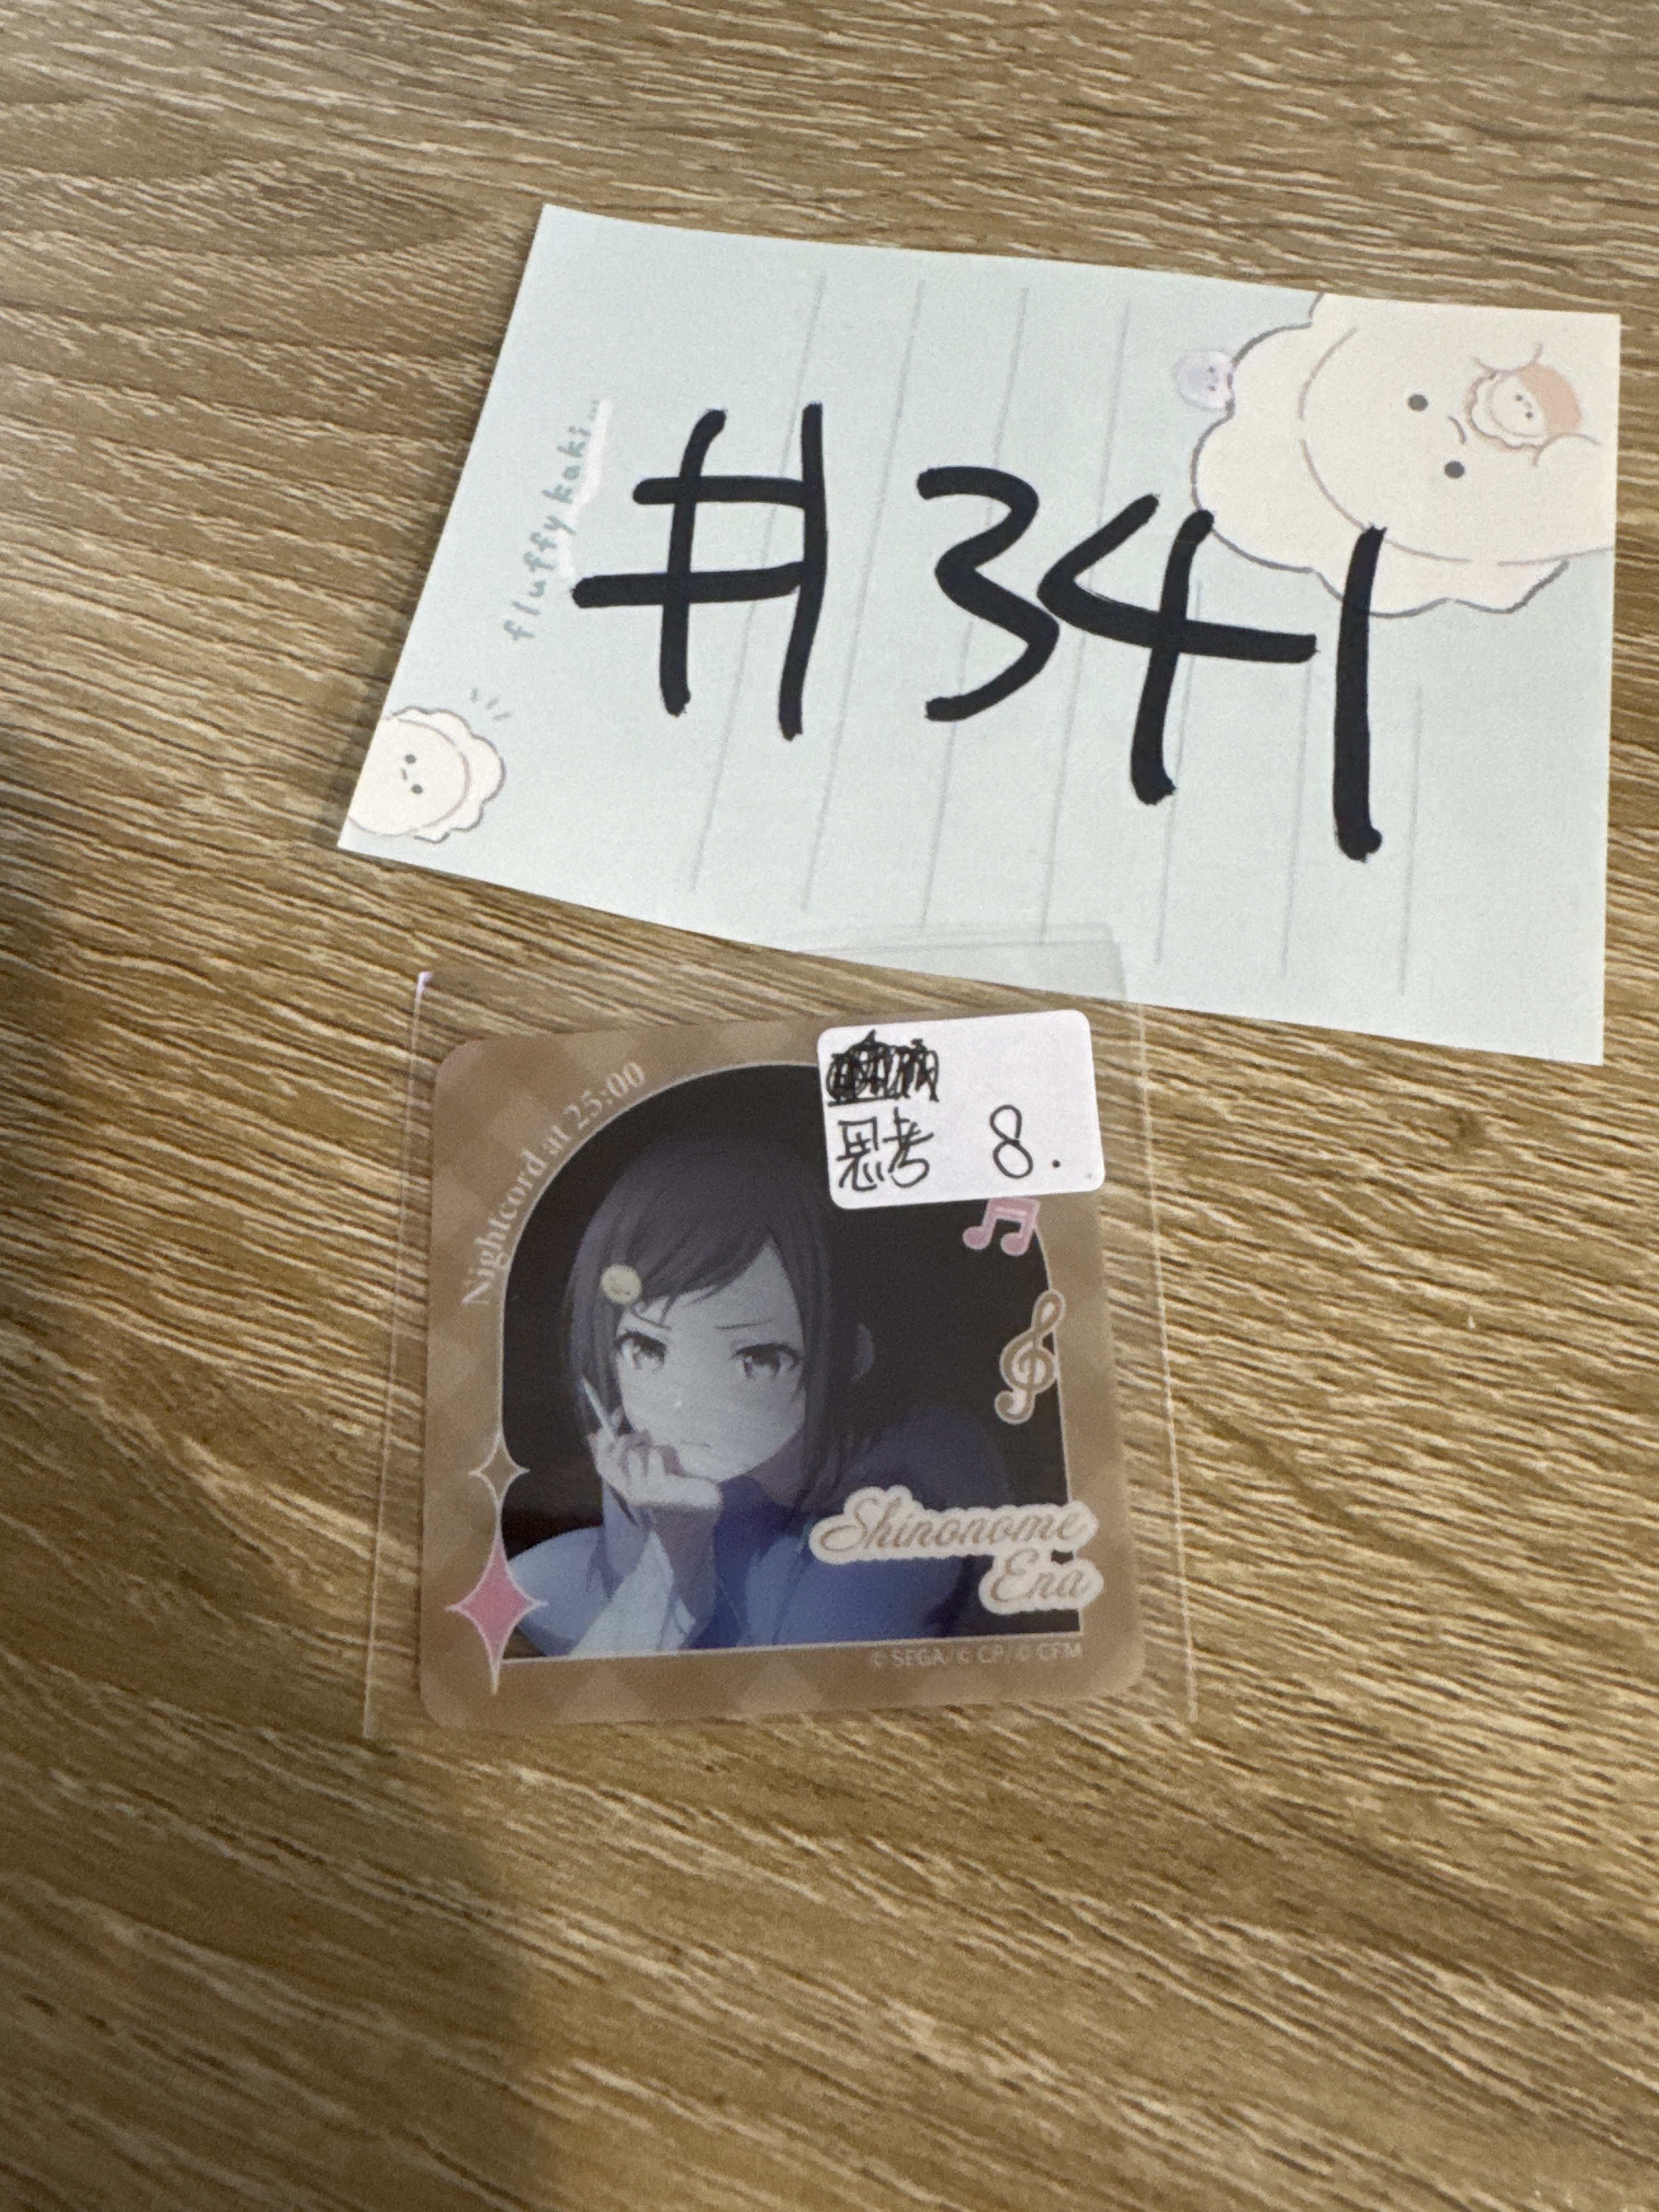 fluffy kaki...
#341
思考 8.
Nightcord at 25:00
Shinonome
Ena
© SEGA/© CP/© CFM